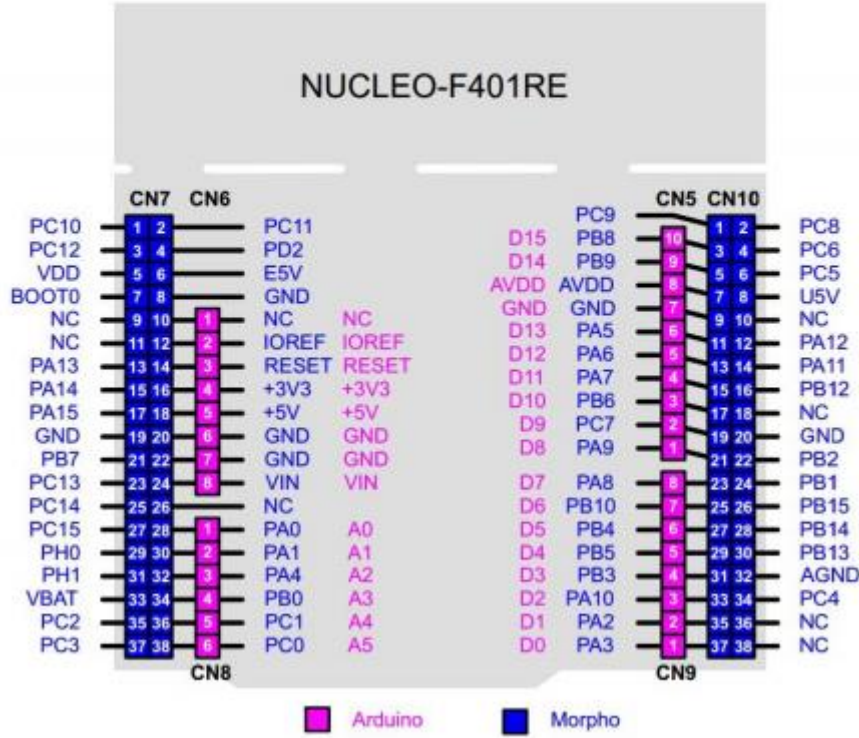 NUCLEO-F401RE
CN7 CN6 CN5 CN10
PC9
PC10 1 2 PC11 1 2 PC8
D15 PB8 10
PC12 3 4 PD2 3 4 PC6
D14 PB9 9
VDD 5 6 E5V 5 6 PC5
AVDD AVDD 8
BOOT0 7 8 GND 7 8 U5V
GND GND 7
NC 9 10 1 NC NC 9 10 NC
D13 PA5 6
NC 11 12 2 IOREF IOREF 11 12 PA12
D12 PA6 5
PA13 13 14 3 RESET RESET 13 14 PA11
D11 PA7 4
PA14 15 16 4 +3V3 +3V3 15 16 PB12
D10 PB6 3
PA15 17 18 5 +5V +5V 17 18 NC
D9 PC7 2
GND 19 20 6 GND GND 19 20 GND
D8 PA9 1
PB7 21 22 7 GND GND 21 22 PB2
PC13 23 24 8 VIN VIN D7 PA8 8 23 24 PB1
PC14 25 26 NC D6 PB10 7 25 26 PB15
PC15 27 28 1 PA0 A0 D5 PB4 6 27 28 PB14
PH0 29 30 2 PA1 A1 D4 PB5 5 29 30 PB13
PH1 31 32 3 PA4 A2 D3 PB3 4 31 32 AGND
VBAT 33 34 4 PB0 A3 D2 PA10 3 33 34 PC4
PC2 35 36 5 PC1 A4 D1 PA2 2 35 36 NC
PC3 37 38 6 PC0 A5 D0 PA3 1 37 38 NC
CN8 CN9
Arduino Morpho